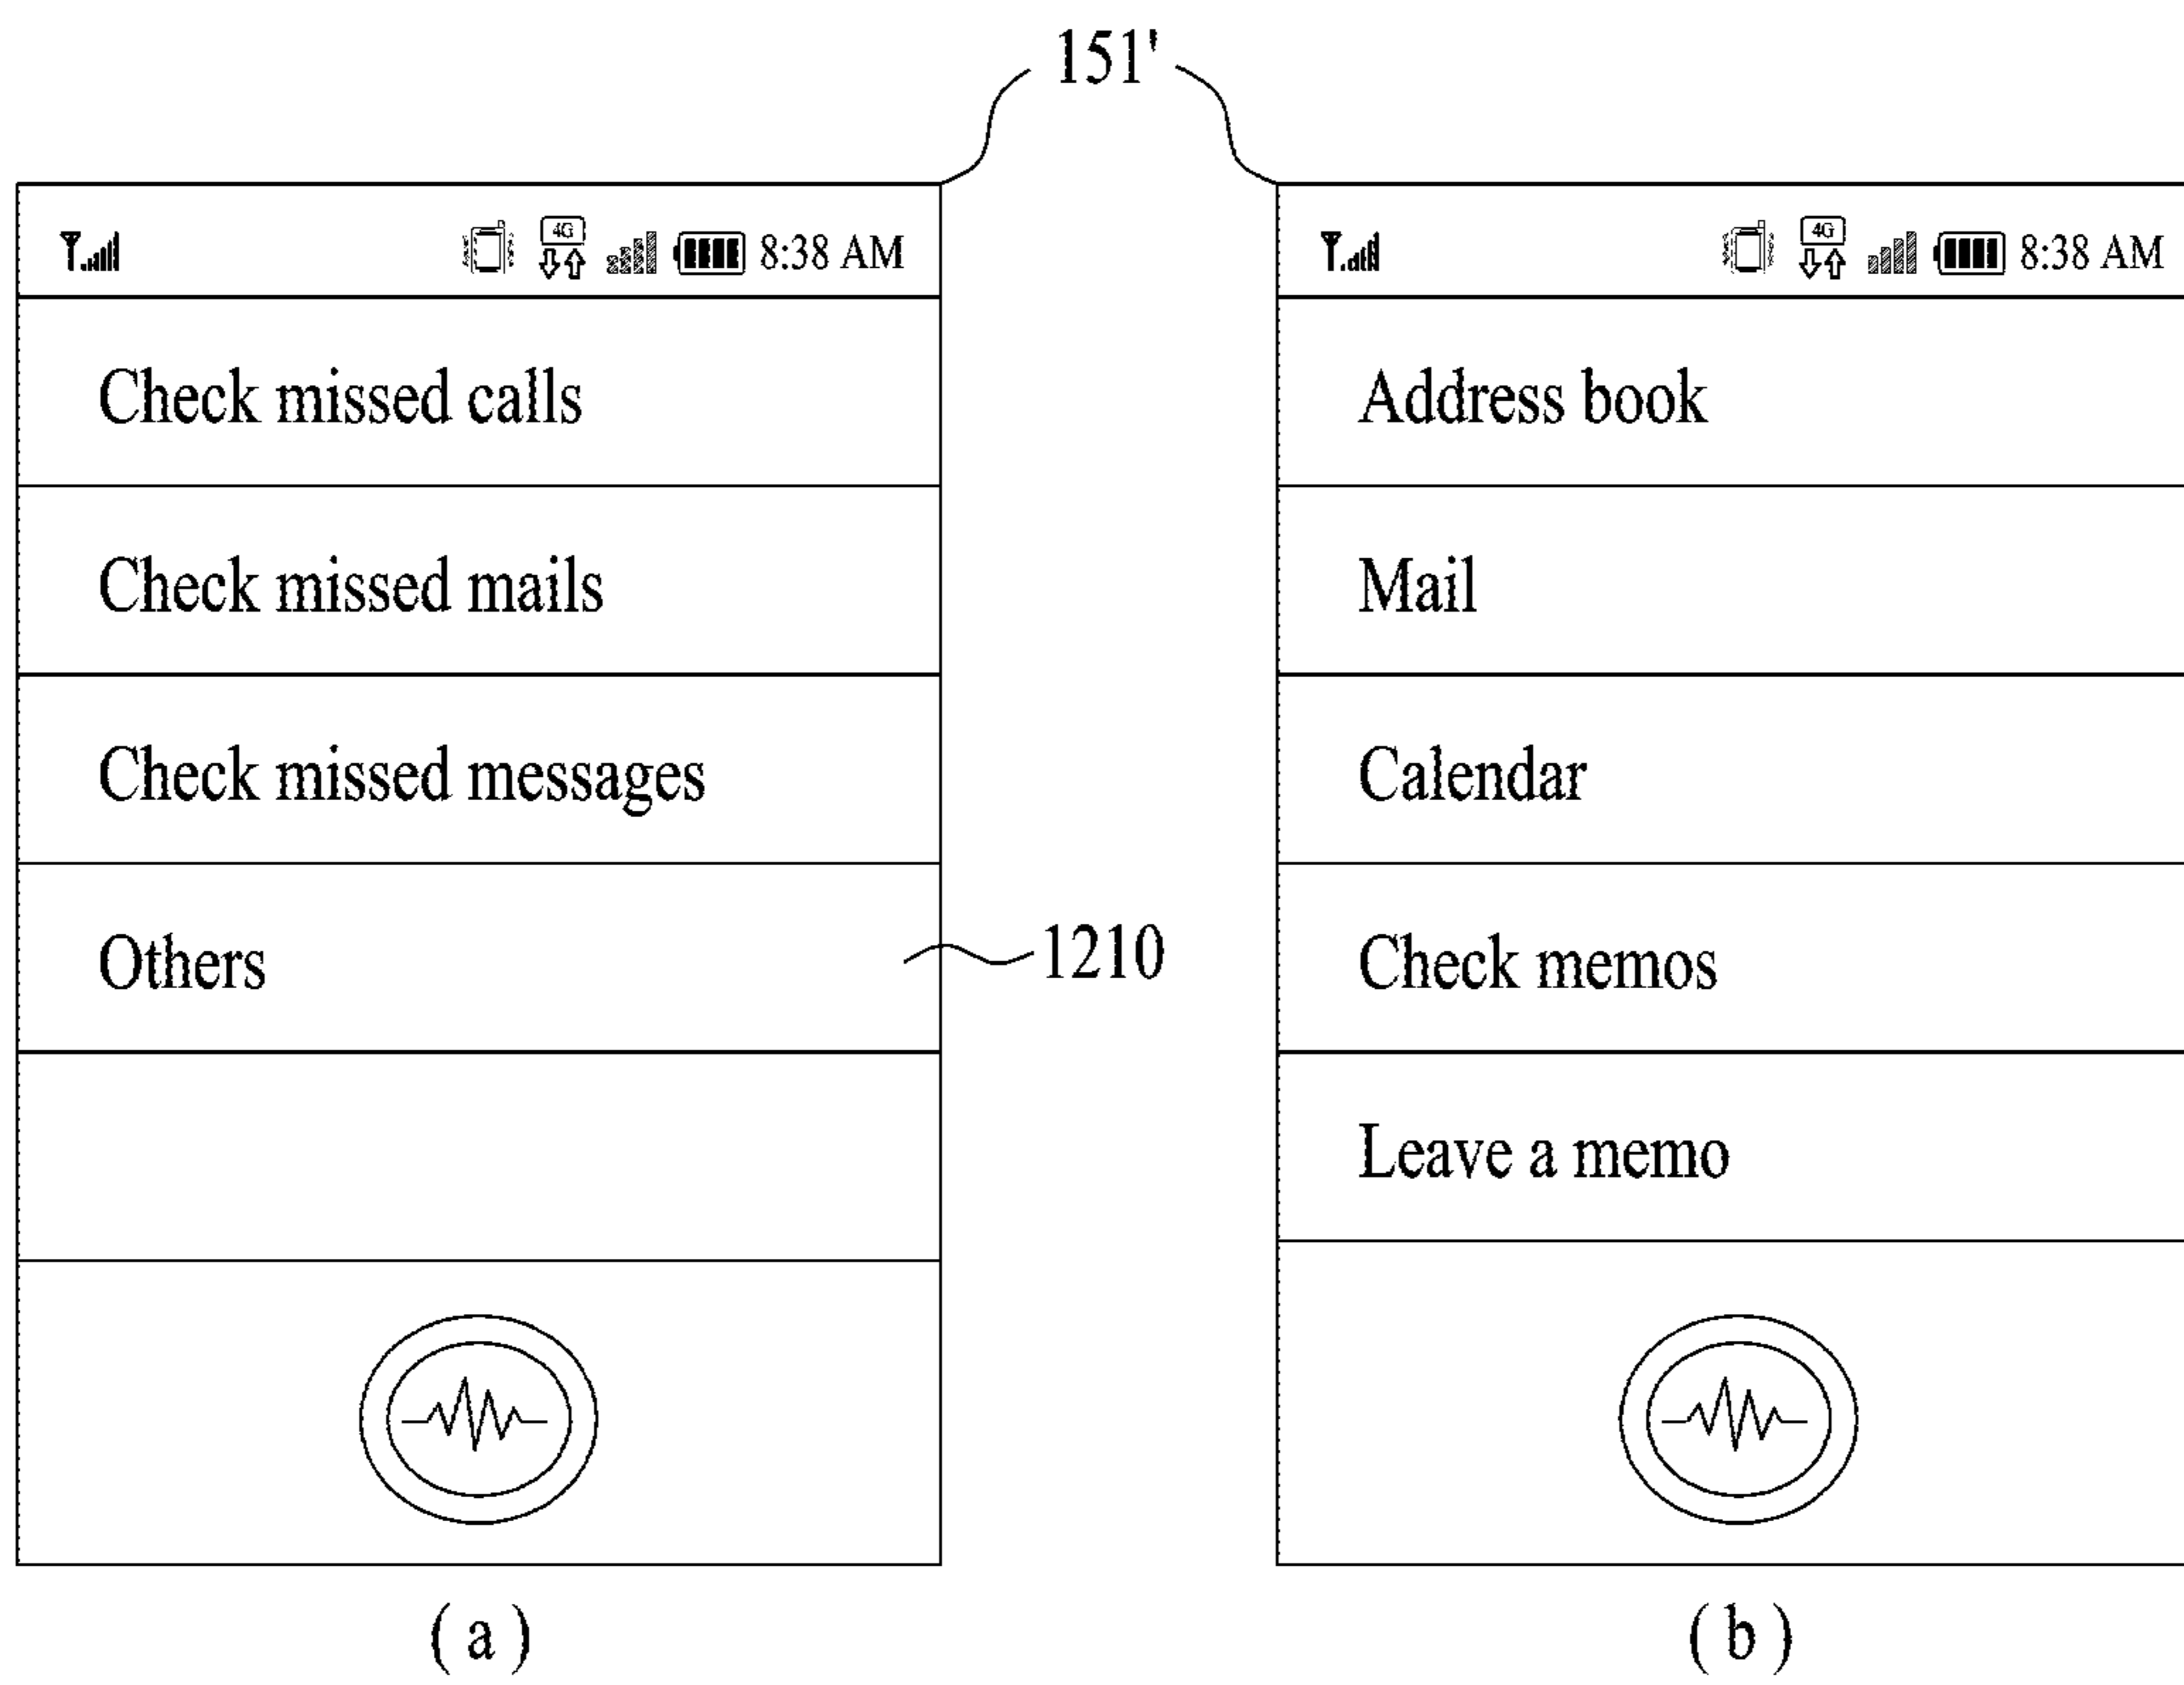 151'
4G 8:38 AM
Check missed calls
Check missed mails
Check missed messages
Others
1210
(a)
4G 8:38 AM
Address book
Mail
Calendar
Check memos
Leave a memo
(b)